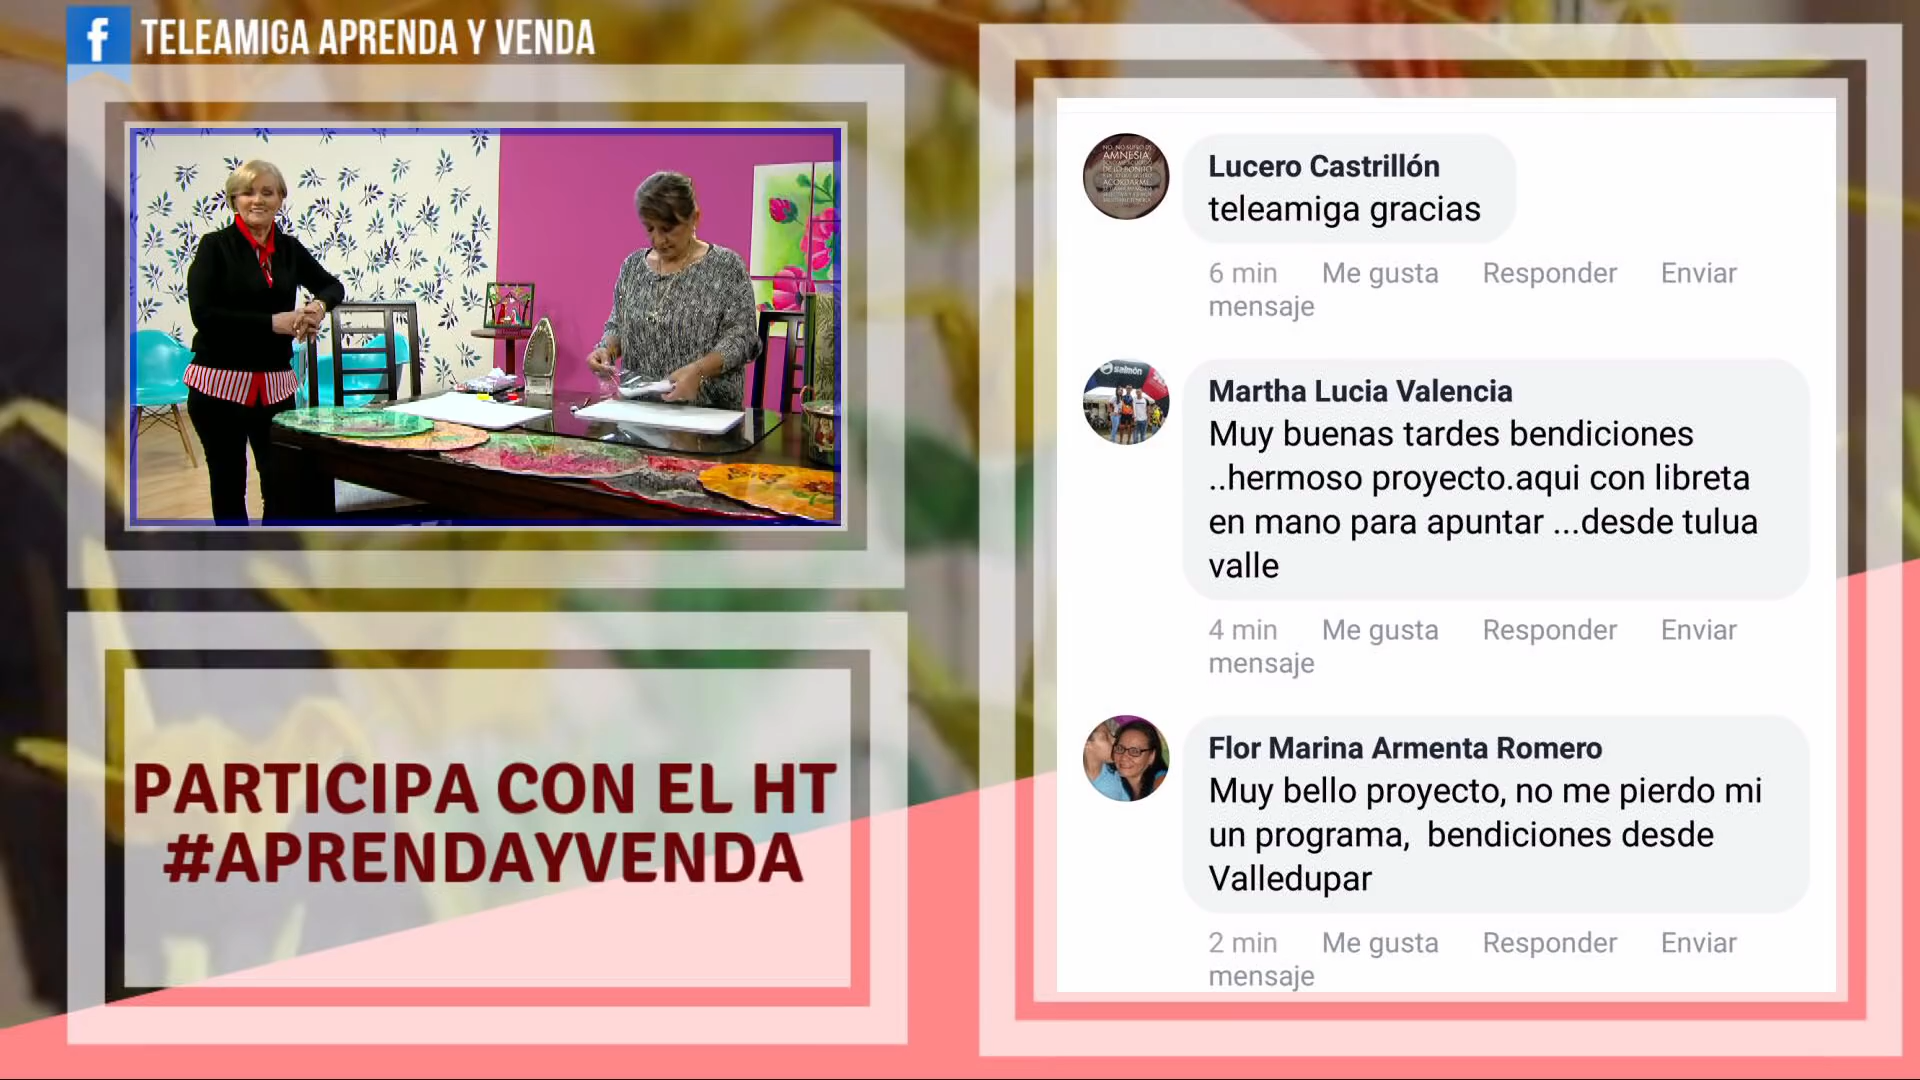 f TELEAMIGA APRENDA Y VENDA
PARTICIPA CON EL HT
#APRENDAYVENDA
AMNESIA
Lucero Castrillón
teleamiga gracias
6 min Me gusta Responder Enviar
mensaje
salmón
Martha Lucia Valencia
Muy buenas tardes bendiciones
..hermoso proyecto.aqui con libreta
en mano para apuntar ...desde tulua
valle
4 min Me gusta Responder Enviar
mensaje
Flor Marina Armenta Romero
Muy bello proyecto, no me pierdo mi
un programa, bendiciones desde
Valledupar
2 min Me gusta Responder Enviar
mensaje